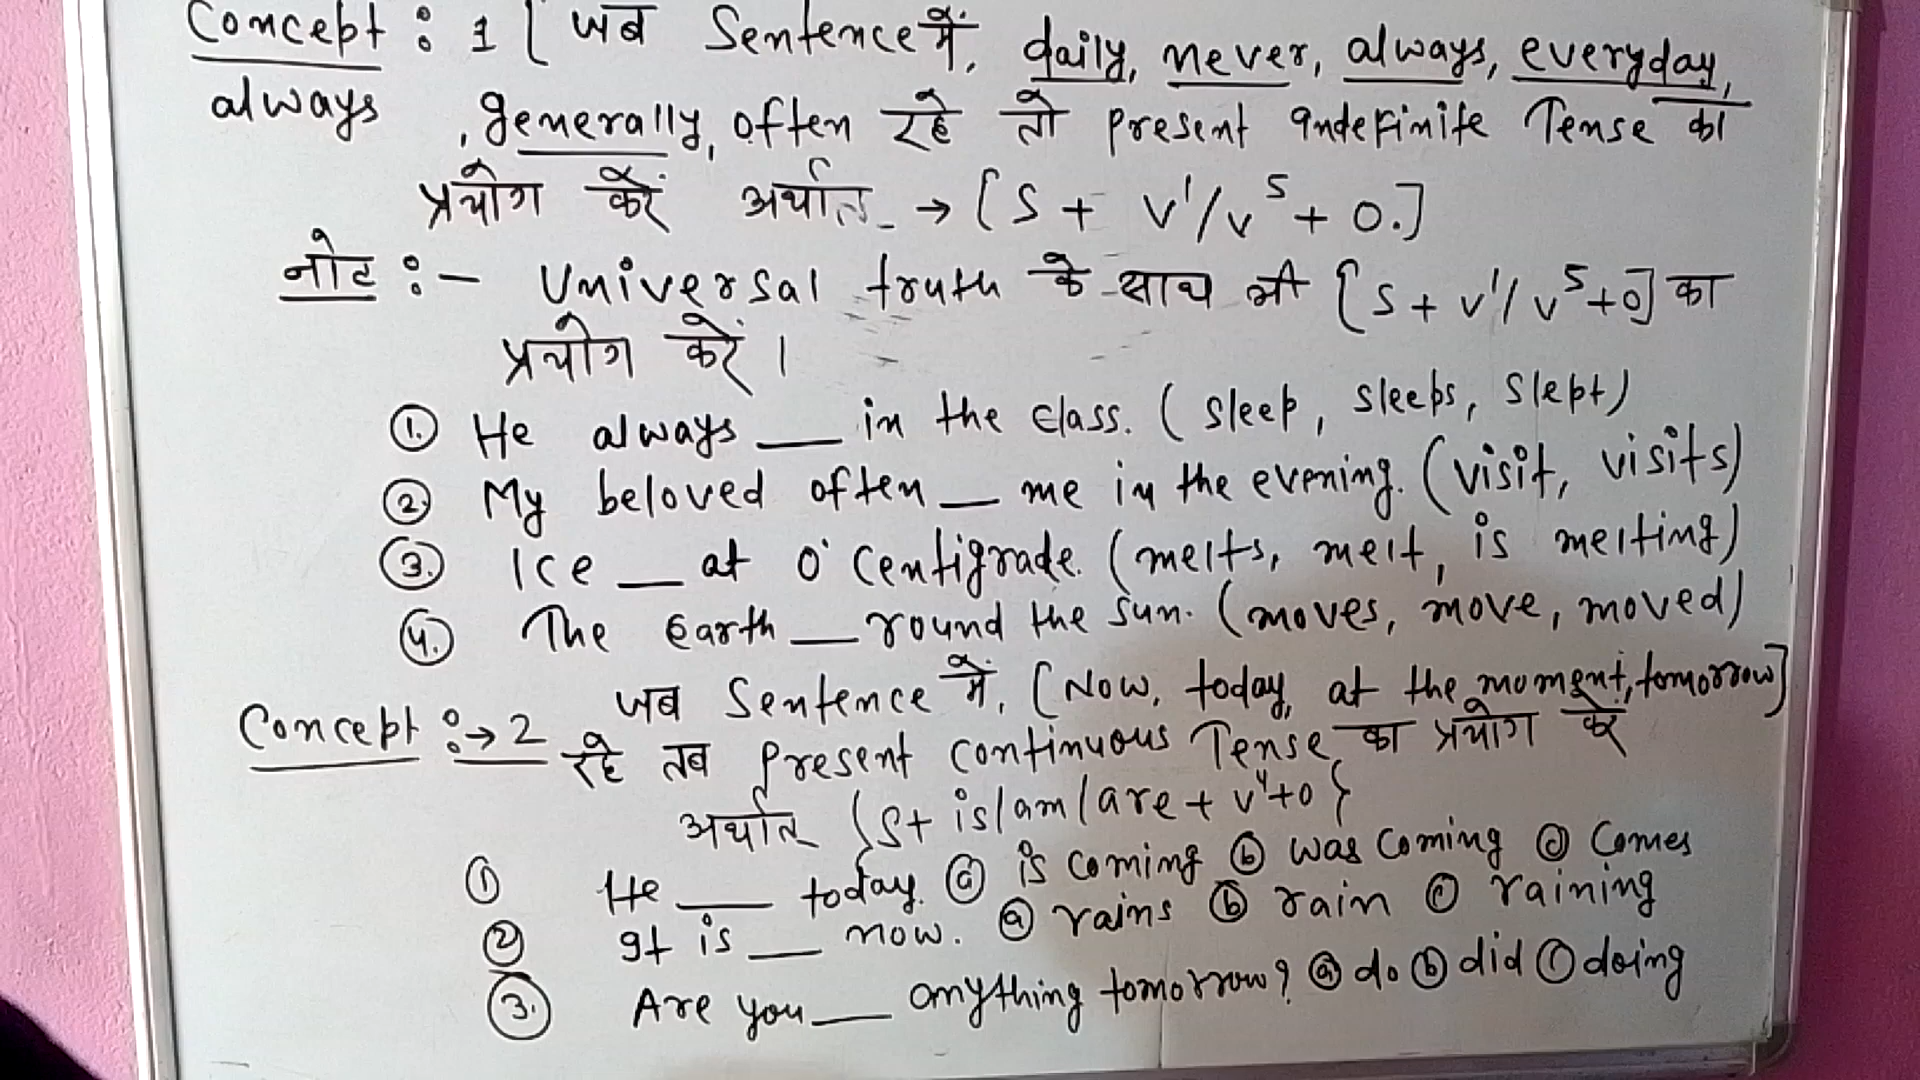 Concept : 1 [ जब Sentence में, daily, never, always, everyday,
always , generally, often रहे तो present indefinite Tense का
प्रयोग करें अर्थात → [S + v¹/v⁵ + O.]
नोट :- Universal truth के साथ भी [S + v¹/v⁵+O] का
प्रयोग करें ।
① He always ___ in the class. ( Sleep, Sleeps, Slept)
② My beloved often __ me in the evening. (visit, visits)
③ Ice __ at 0° Centigrade. (melts, melt, is melting)
④ The Earth __ round the sun. (moves, move, moved)
Concept :→ 2 जब Sentence में, [Now, today, at the moment, tomorrow]
रहे तब Present Continuous Tense का प्रयोग करें
अर्थात {S+ is/am/are + v⁴+O}
① He ___ today. ⓐ is coming ⓑ was coming ⓒ Comes
② It is ___ now. ⓐ rains ⓑ rain ⓒ raining
③ Are you ___ anything tomorrow? ⓐ do ⓑ did ⓒ doing